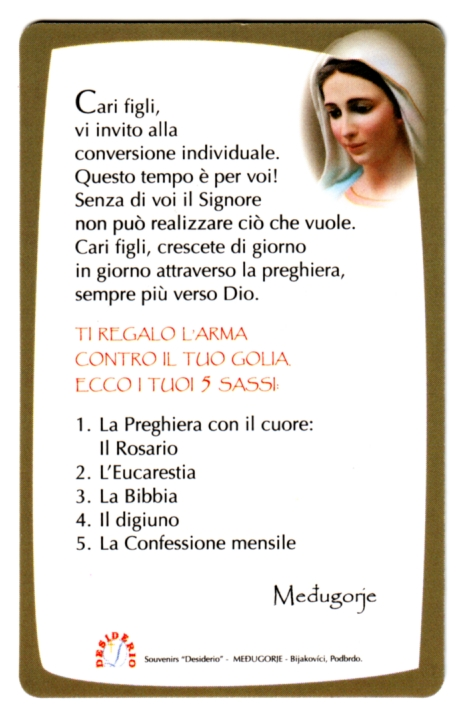 Cari figli,
vi invito alla
conversione individuale.
Questo tempo è per voi!
Senza di voi il Signore
non può realizzare ciò che vuole.
Cari figli, crescete di giorno
in giorno attraverso la preghiera,
sempre più verso Dio.
TI REGALO L'ARMA
CONTRO IL TUO GOLIA.
ECCO I TUOI 5 SASSI:
1. La Preghiera con il cuore:
Il Rosario
2. L'Eucarestia
3. La Bibbia
4. Il digiuno
5. La Confessione mensile
Međugorje
DESIDERIO
Souvenirs "Desiderio" - MEĐUGORJE - Bijakovići, Podbrdo.